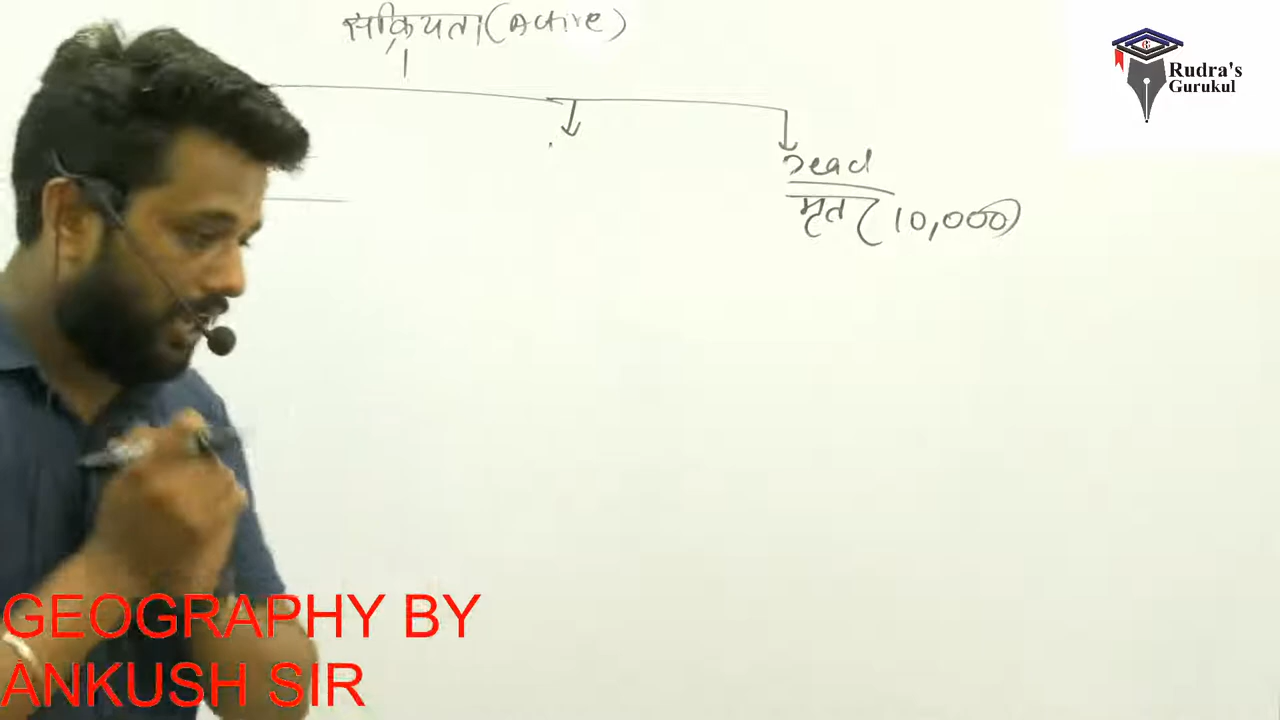 सक्रियता (Active)
Rudra's
Gurukul
Dead
मृत (10,000)
GEOGRAPHY BY
ANKUSH SIR